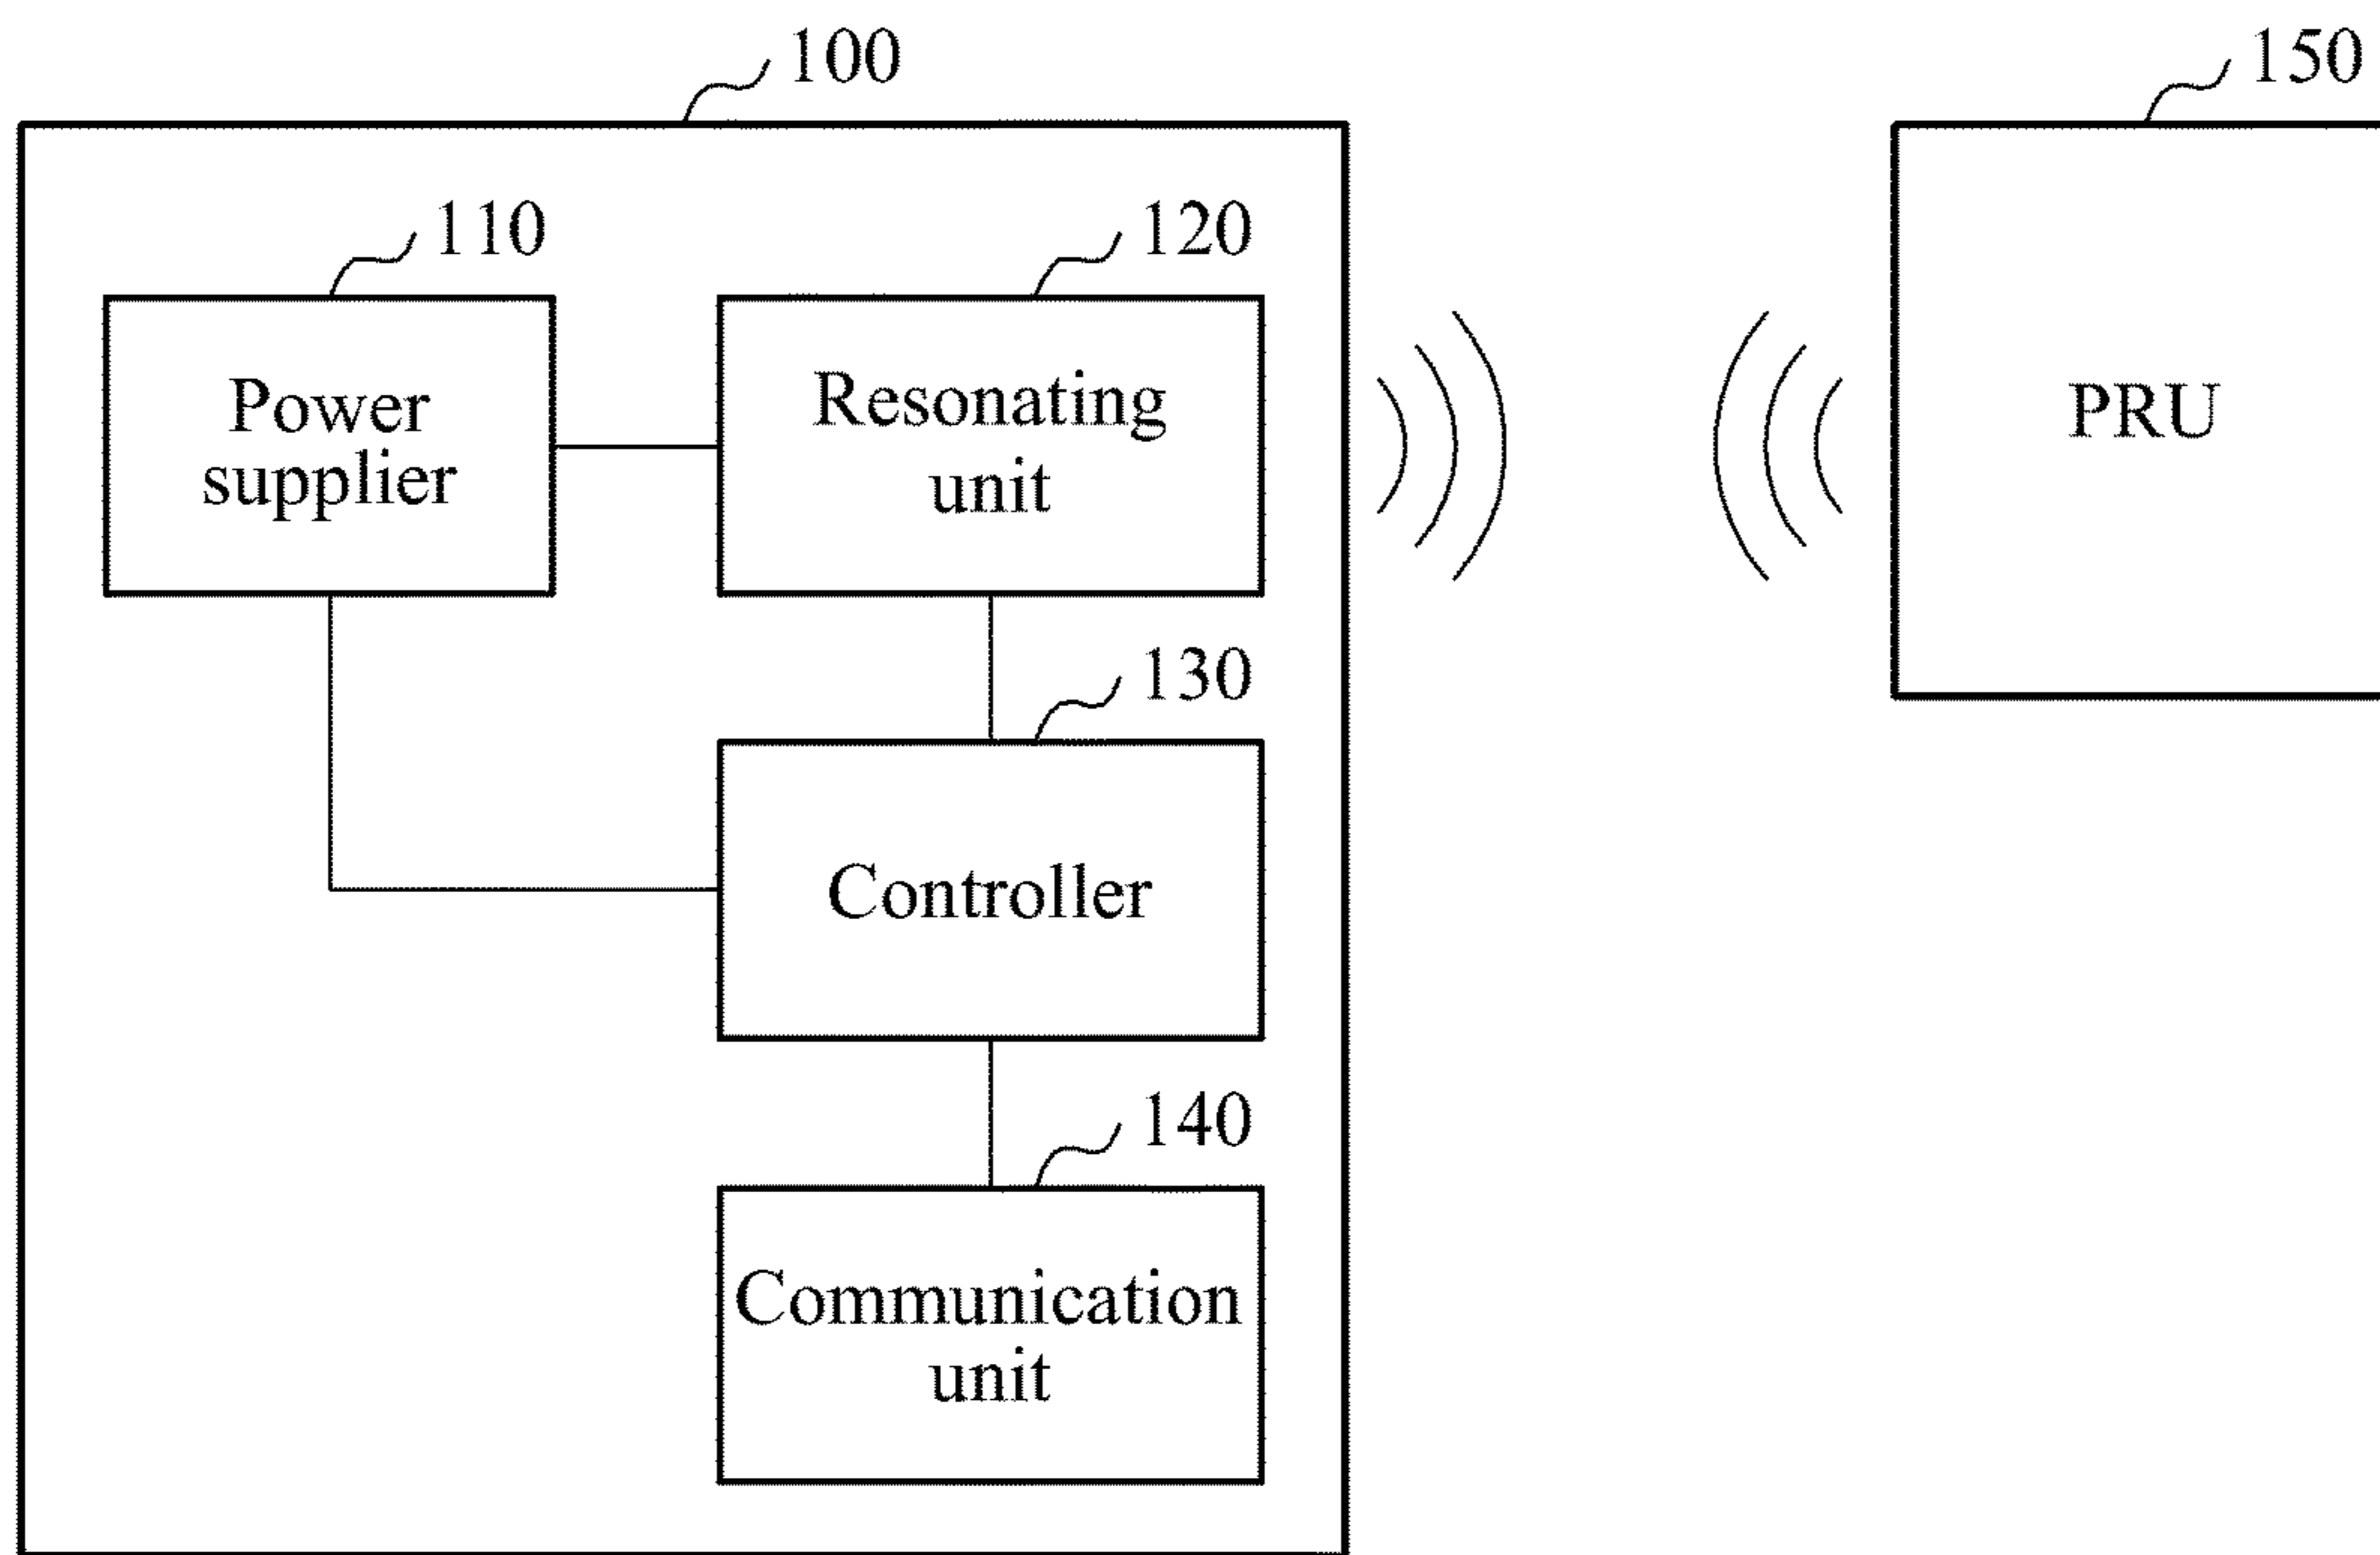 100
150
110
120
Power
supplier
Resonating
unit
PRU
130
Controller
140
Communication
unit